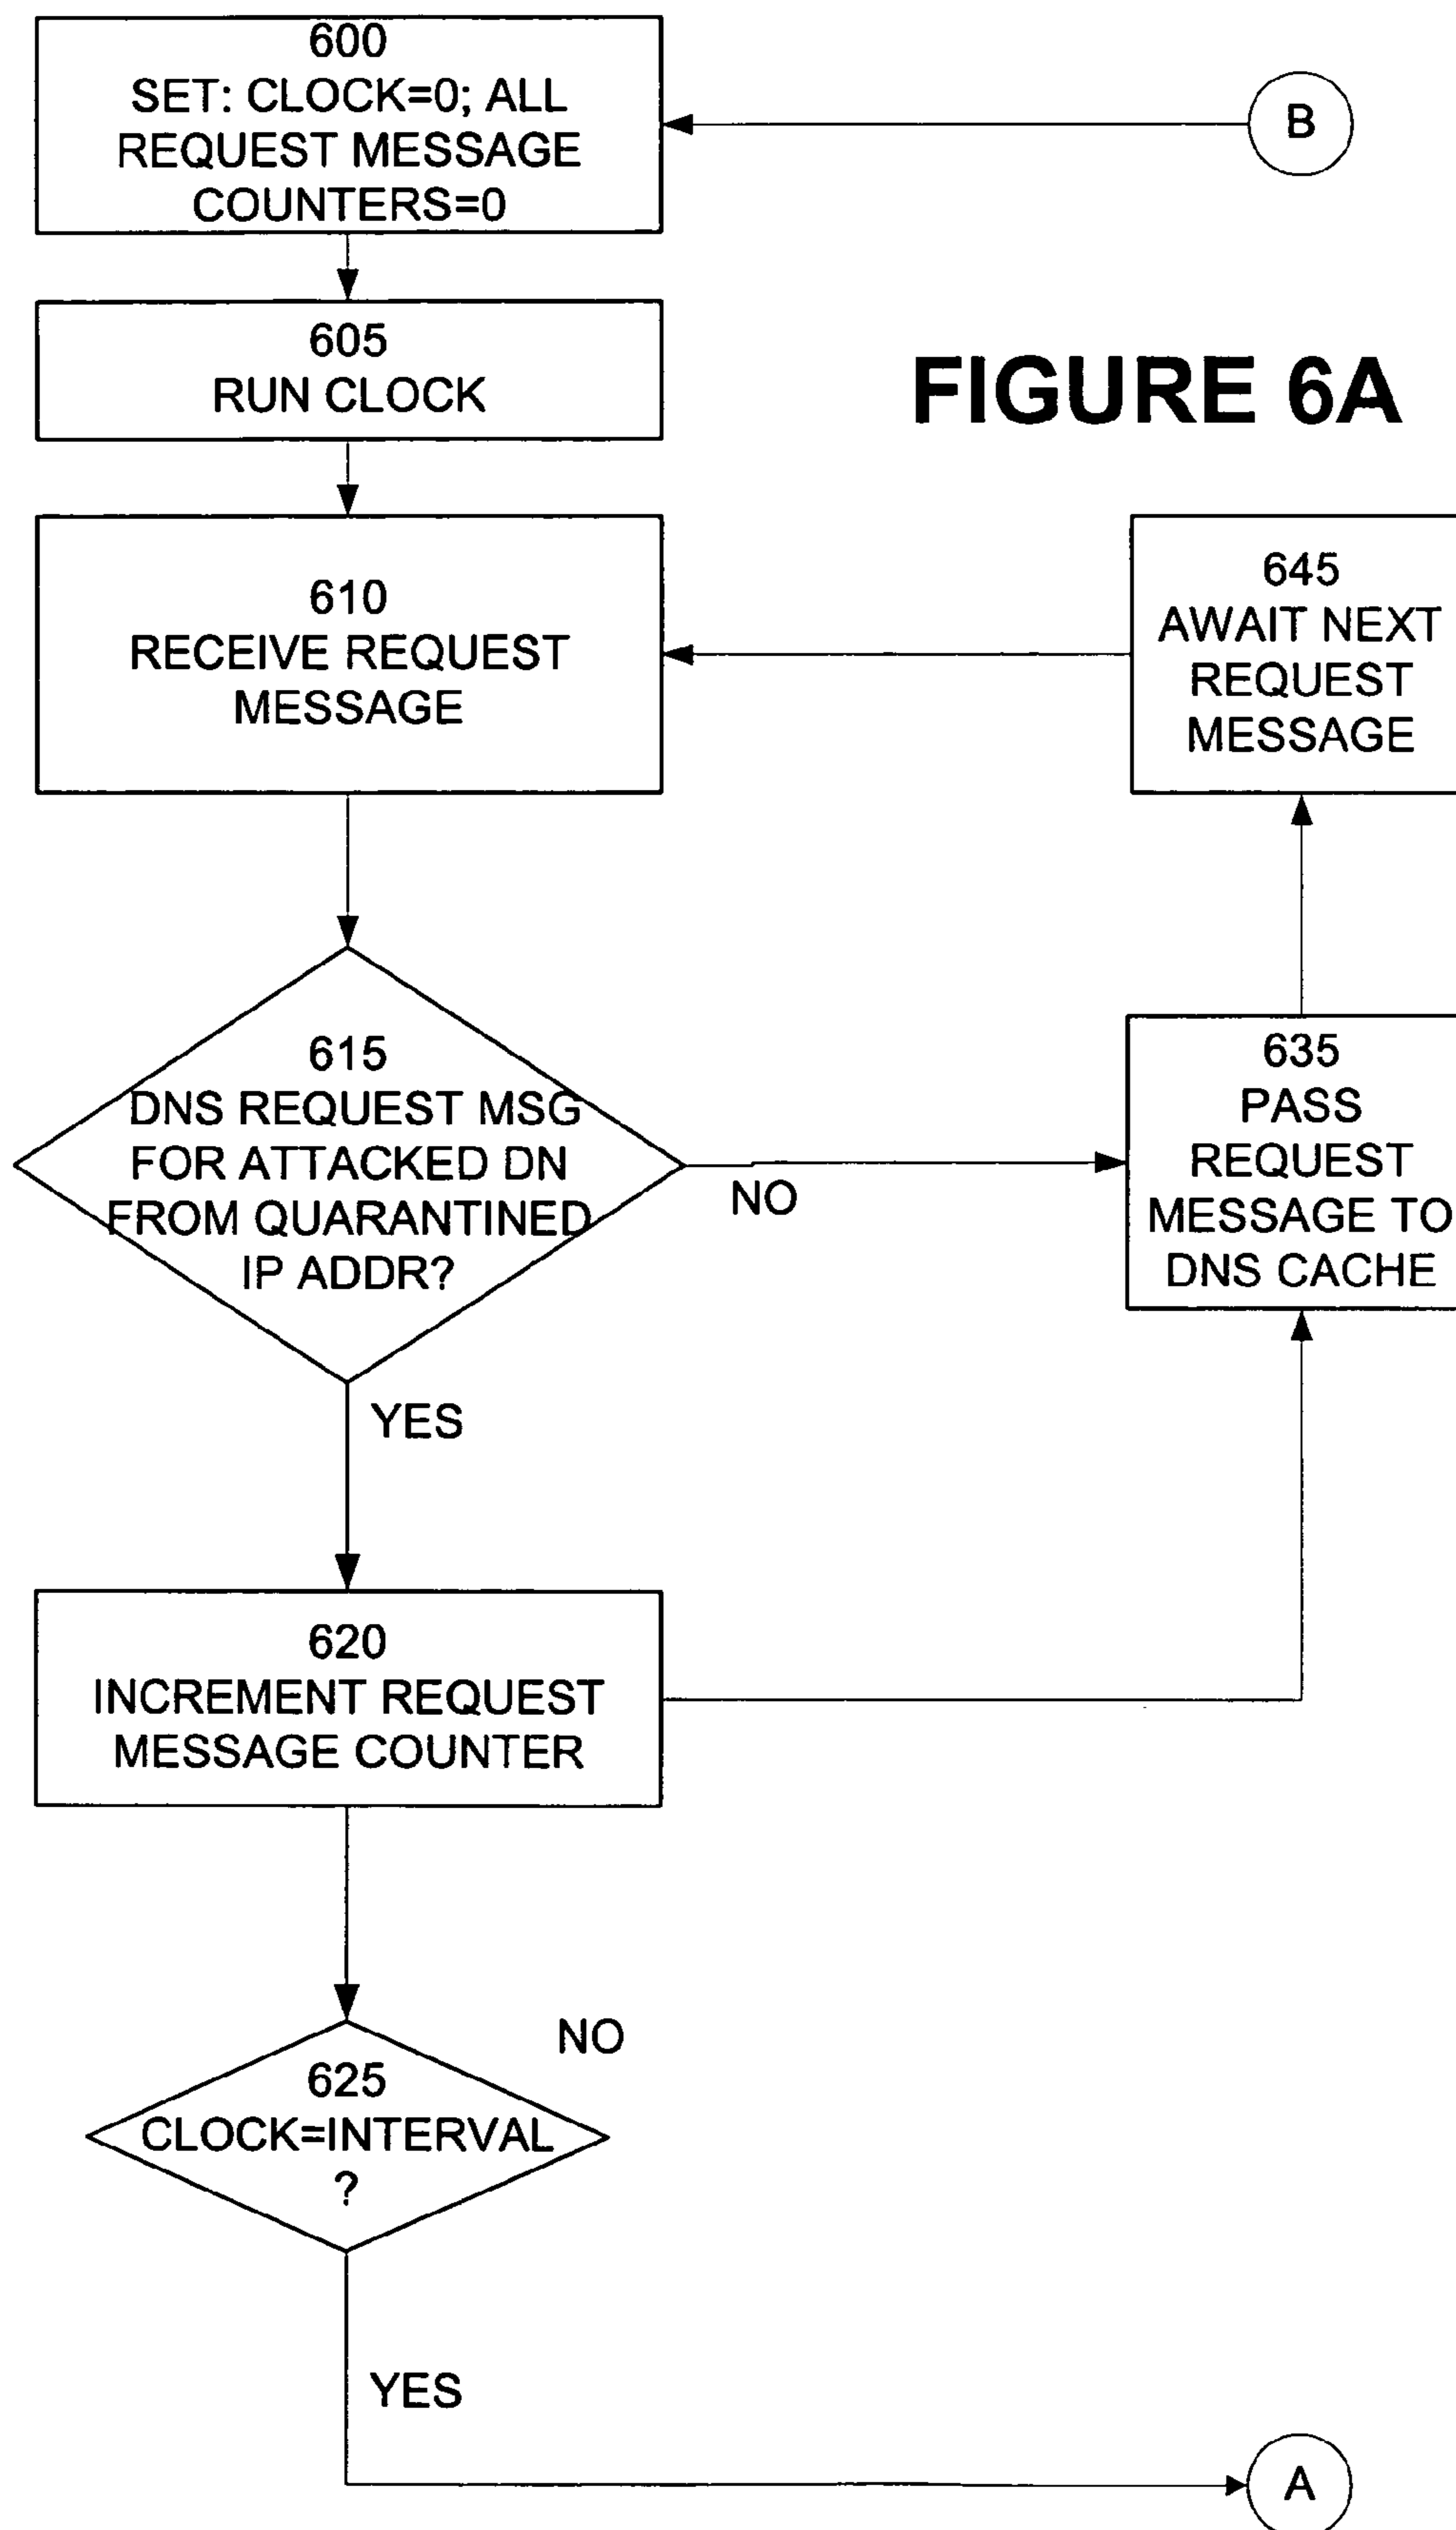 600
SET: CLOCK=0; ALL
REQUEST MESSAGE
COUNTERS=0
B
605
RUN CLOCK
FIGURE 6A
610
RECEIVE REQUEST
MESSAGE
645
AWAIT NEXT
REQUEST
MESSAGE
615
DNS REQUEST MSG
FOR ATTACKED DN
FROM QUARANTINED
IP ADDR?
NO
635
PASS
REQUEST
MESSAGE TO
DNS CACHE
YES
620
INCREMENT REQUEST
MESSAGE COUNTER
NO
625
CLOCK=INTERVAL
?
YES
A